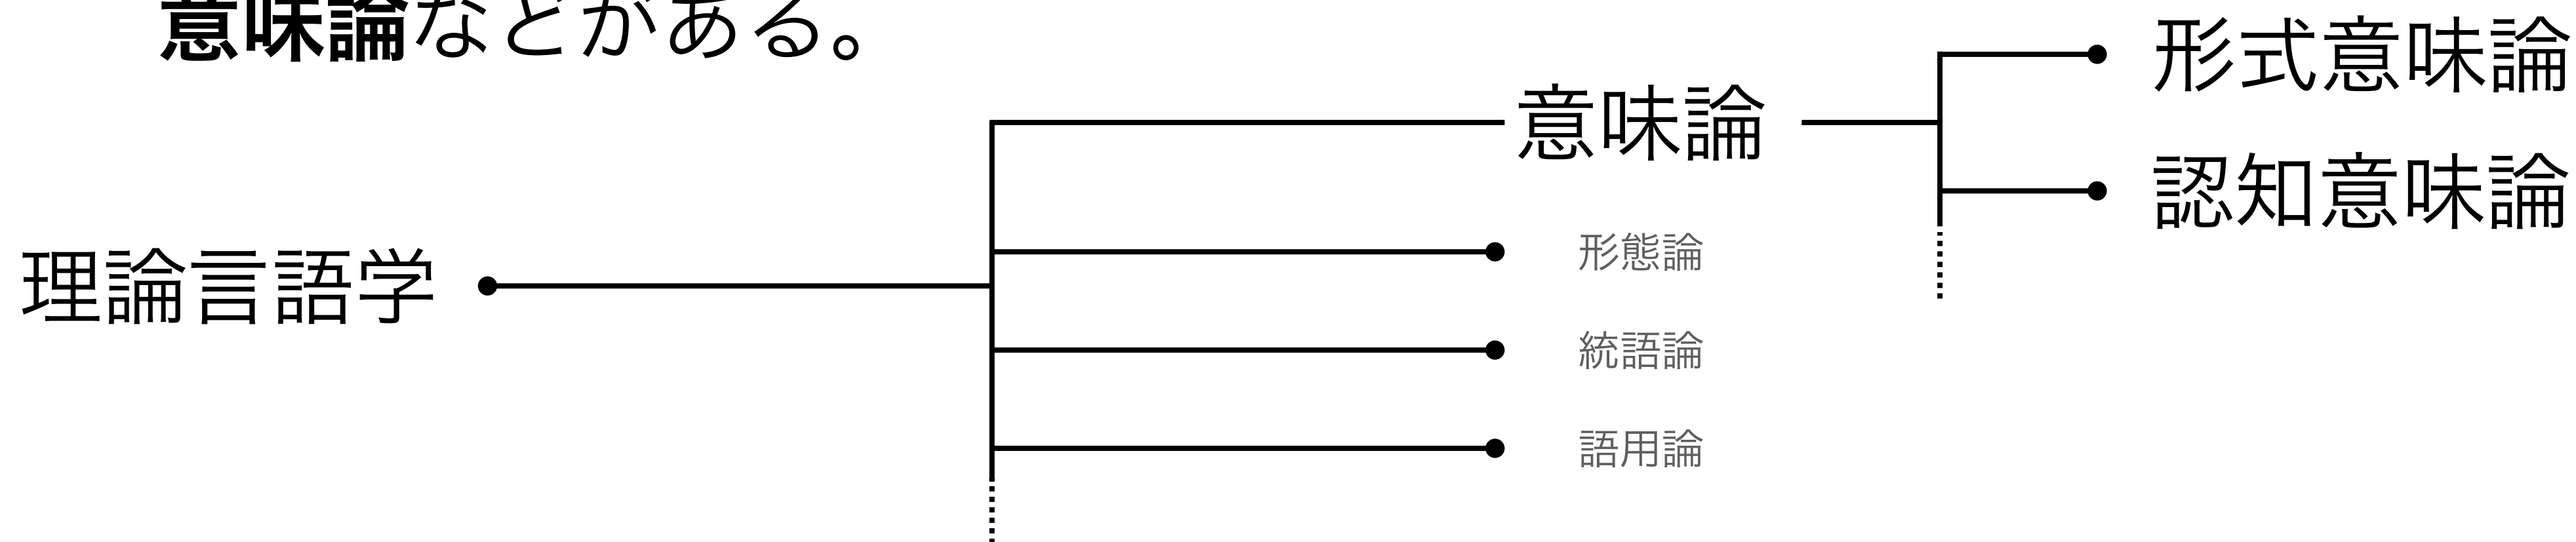 意味論などがある。
形式意味論
意味論
認知意味論
形態論
理論言語学
統語論
語用論